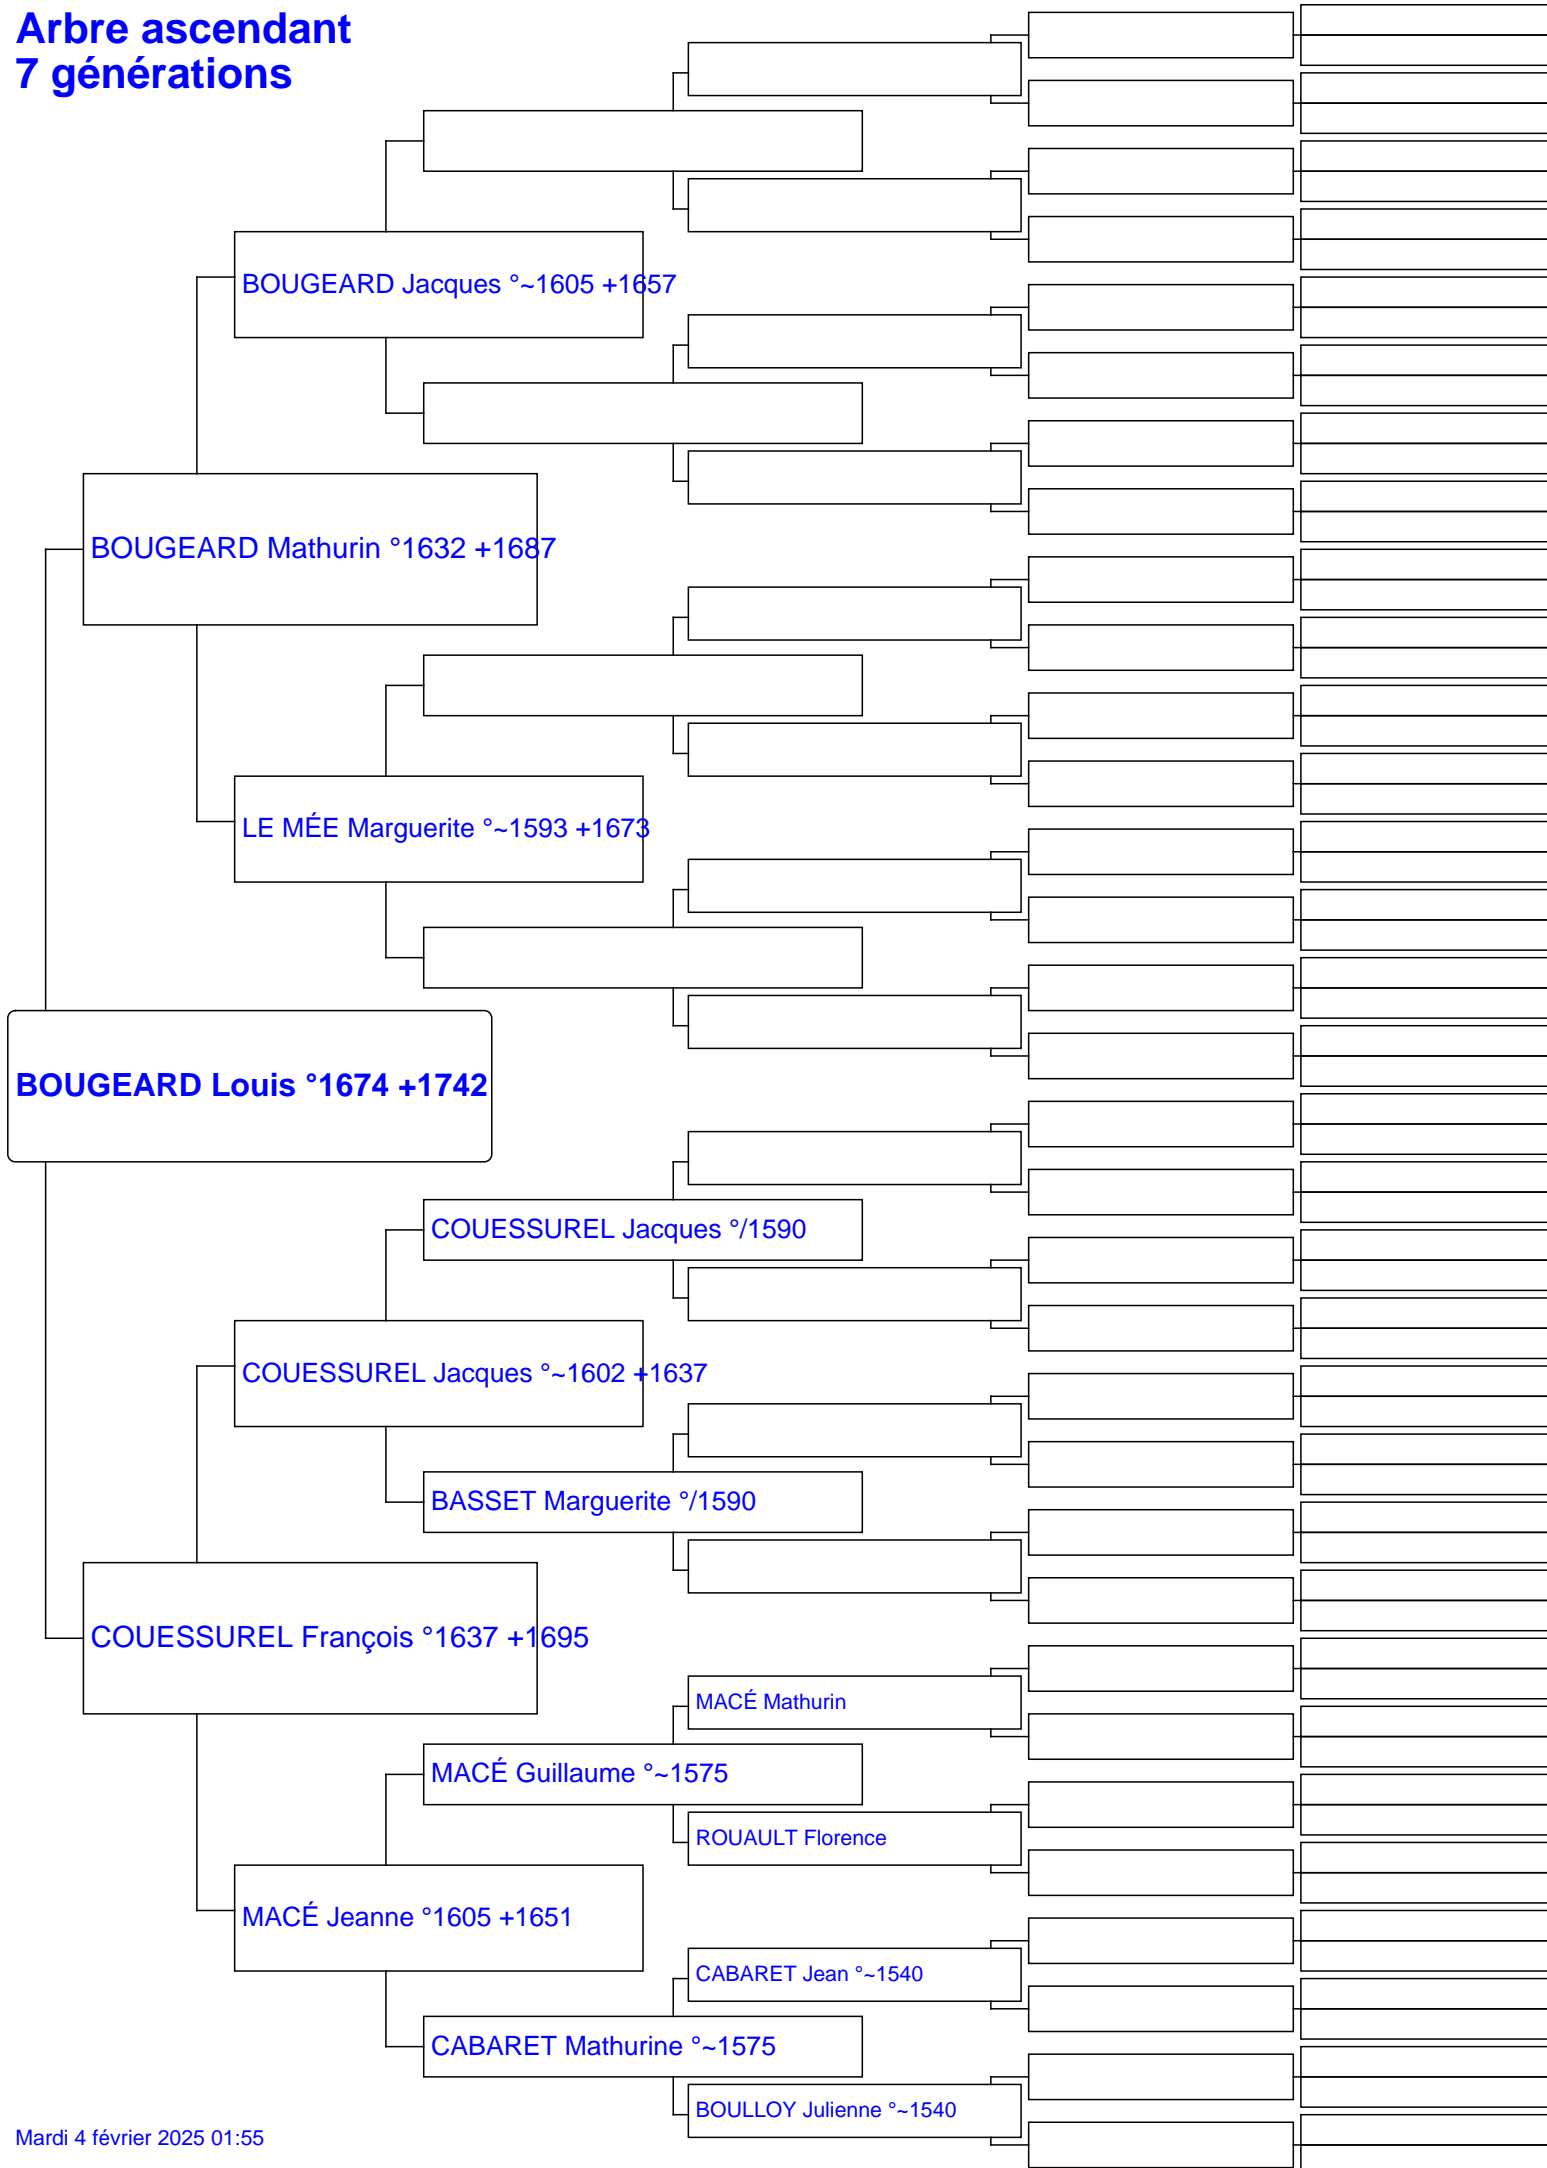 Arbre ascendant
7 générations
BOUGEARD Jacques °~1605 +1657
BOUGEARD Mathurin °1632 +1687
LE MÉE Marguerite °~1593 +1673
BOUGEARD Louis °1674 +1742
COUESSUREL Jacques °/1590
COUESSUREL Jacques °~1602 +1637
BASSET Marguerite °/1590
COUESSUREL François °1637 +1695
MACÉ Mathurin
MACÉ Guillaume °~1575
ROUAULT Florence
MACÉ Jeanne °1605 +1651
CABARET Jean °~1540
CABARET Mathurine °~1575
BOULLOY Julienne °~1540
Mardi 4 février 2025 01:55